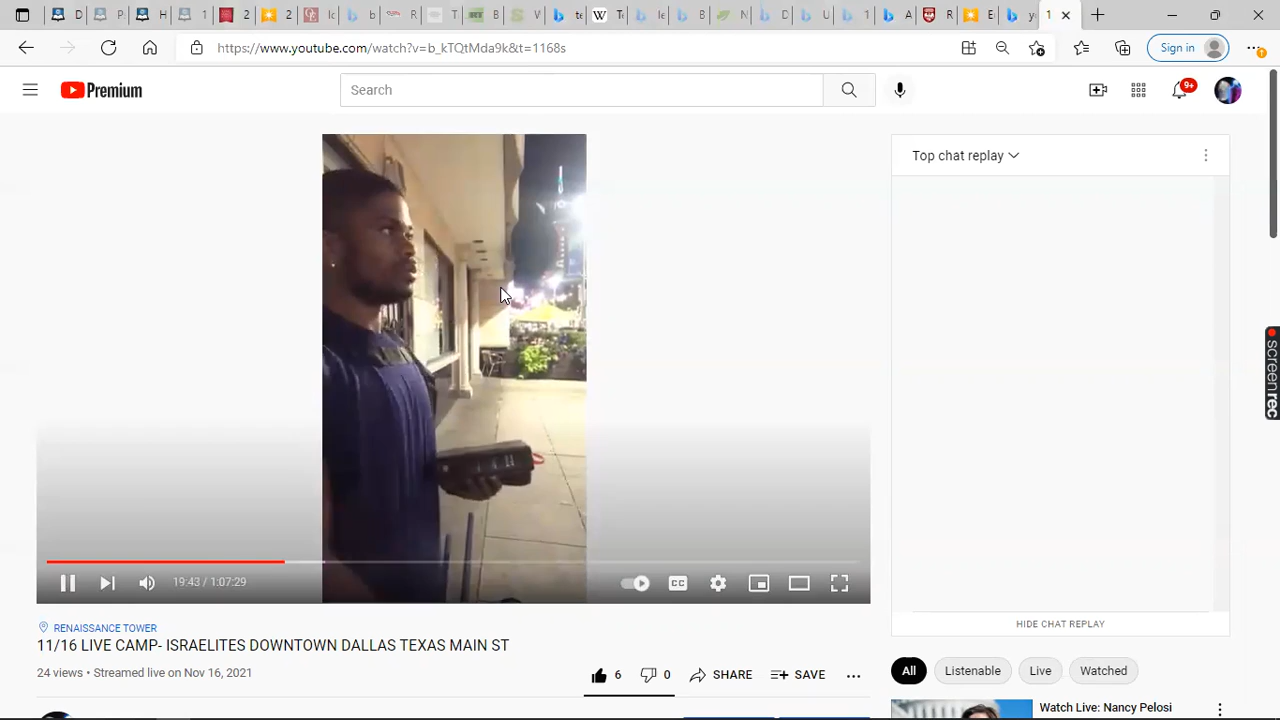 https://www.youtube.com/watch?v=b_kTQtMda9k&t=1168s
Sign in
Premium
Search
9+
Top chat replay
screenrec
19:43 / 1:07:29
CC
HIDE CHAT REPLAY
RENAISSANCE TOWER
11/16 LIVE CAMP- ISRAELITES DOWNTOWN DALLAS TEXAS MAIN ST
24 views • Streamed live on Nov 16, 2021
6
0
SHARE
SAVE
All
Listenable
Live
Watched
Watch Live: Nancy Pelosi